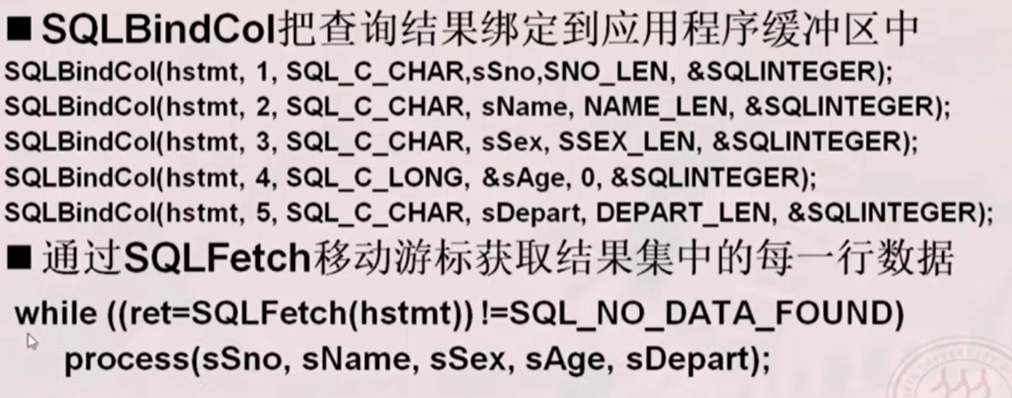 ■ SQLBindCol把查询结果绑定到应用程序缓冲区中
SQLBindCol(hstmt, 1, SQL_C_CHAR,sSno,SNO_LEN, &SQLINTEGER);
SQLBindCol(hstmt, 2, SQL_C_CHAR, sName, NAME_LEN, &SQLINTEGER);
SQLBindCol(hstmt, 3, SQL_C_CHAR, sSex, SSEX_LEN, &SQLINTEGER);
SQLBindCol(hstmt, 4, SQL_C_LONG, &sAge, 0, &SQLINTEGER);
SQLBindCol(hstmt, 5, SQL_C_CHAR, sDepart, DEPART_LEN, &SQLINTEGER);
■ 通过SQLFetch移动游标获取结果集中的每一行数据
while ((ret=SQLFetch(hstmt)) !=SQL_NO_DATA_FOUND)
process(sSno, sName, sSex, sAge, sDepart);